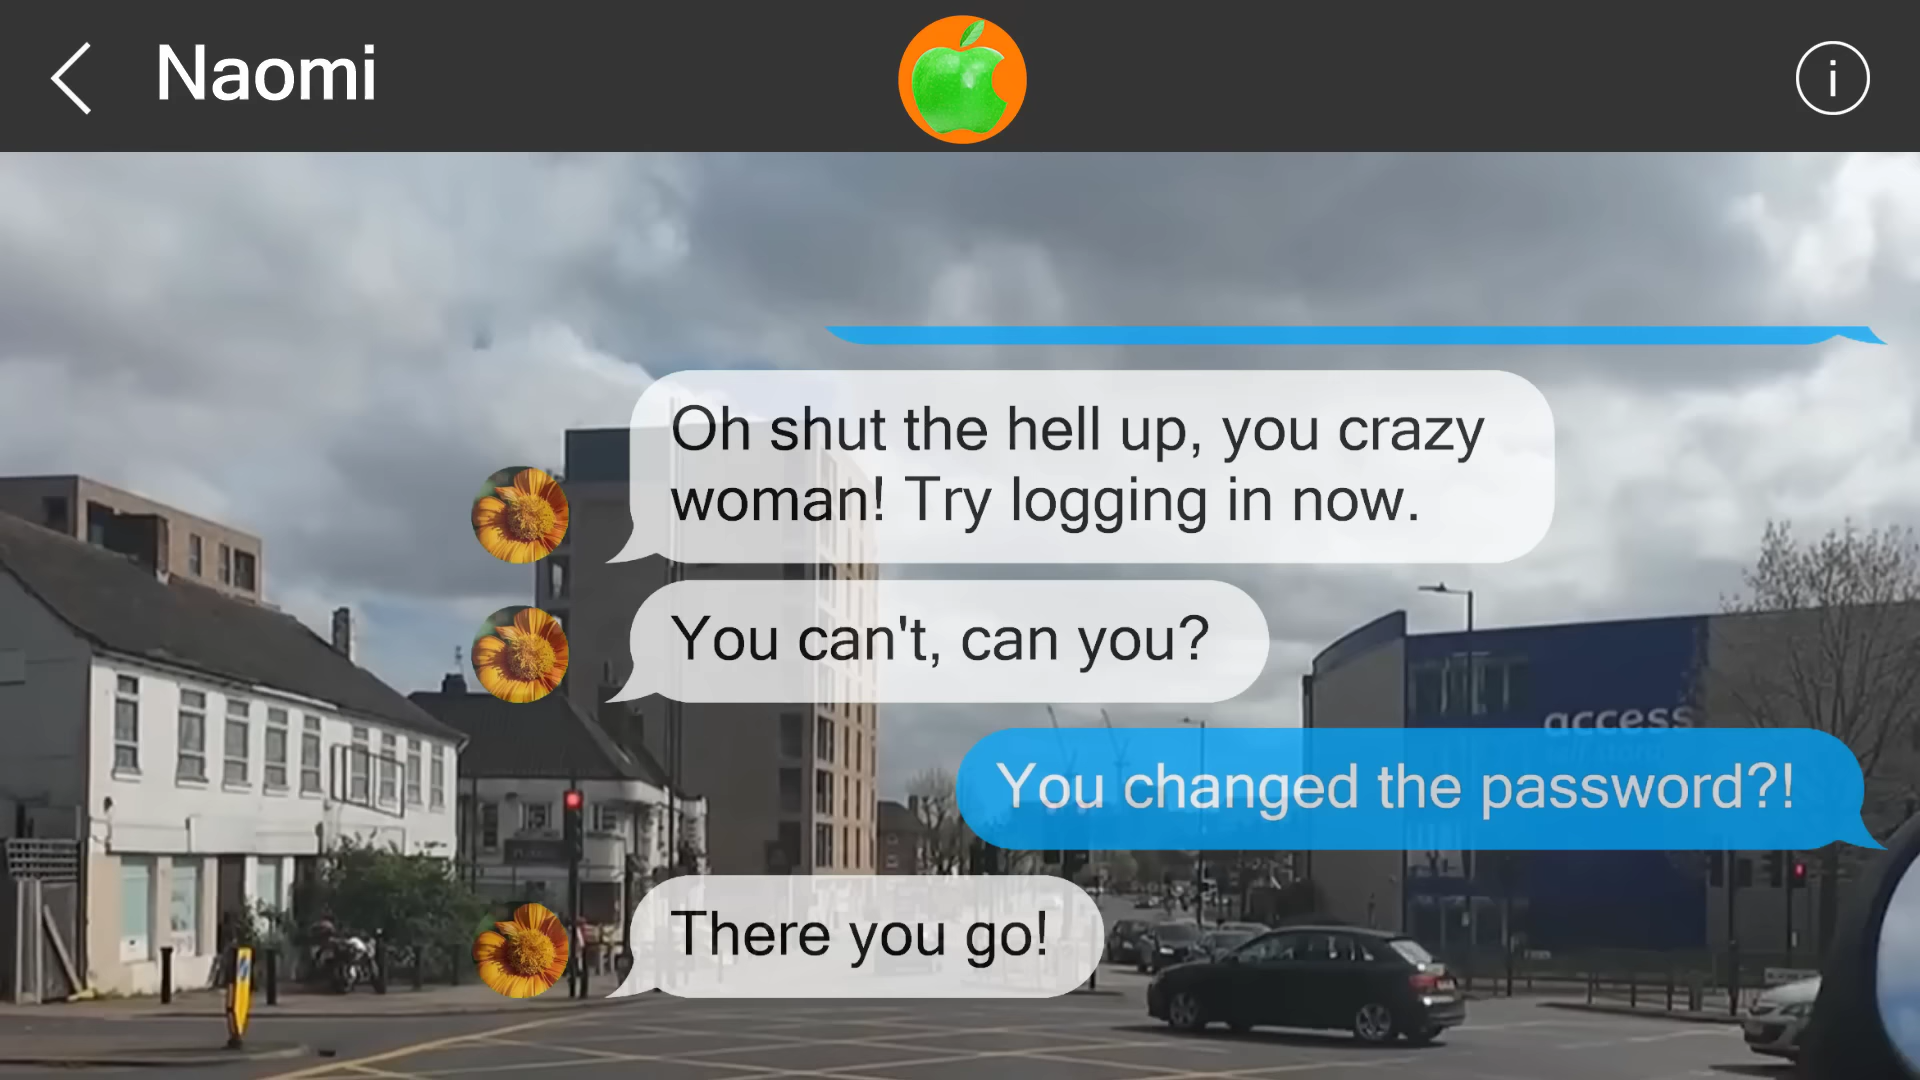 Naomi
i
Oh shut the hell up, you crazy
woman! Try logging in now.
You can't, can you?
access
You changed the password?!
There you go!